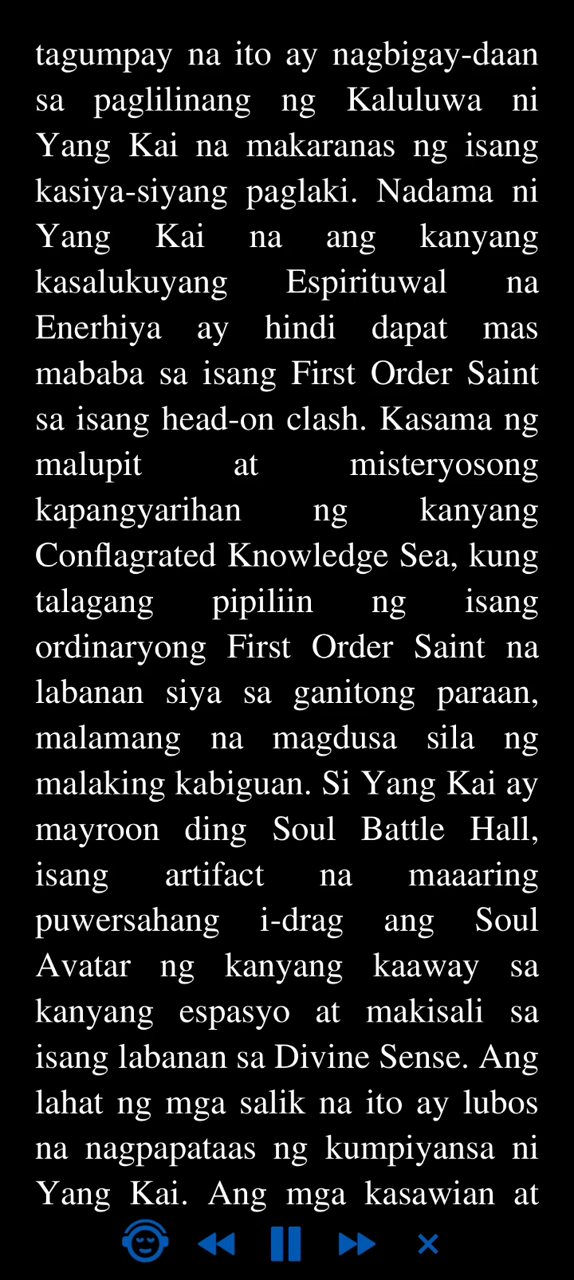 tagumpay na ito ay nagbigay-daan
sa paglilinang ng Kaluluwa ni
Yang Kai na makaranas ng isang
kasiya-siyang paglaki. Nadama ni
Yang Kai na ang kanyang
kasalukuyang Espirituwal na
Enerhiya ay hindi dapat mas
mababa sa isang First Order Saint
sa isang head-on clash. Kasama ng
malupit at misteryosong
kapangyarihan ng kanyang
Conflagrated Knowledge Sea, kung
talagang pipiliin ng isang
ordinaryong First Order Saint na
labanan siya sa ganitong paraan,
malamang na magdusa sila ng
malaking kabiguan. Si Yang Kai ay
mayroon ding Soul Battle Hall,
isang artifact na maaaring
puwersahang i-drag ang Soul
Avatar ng kanyang kaaway sa
kanyang espasyo at makisali sa
isang labanan sa Divine Sense. Ang
lahat ng mga salik na ito ay lubos
na nagpapataas ng kumpiyansa ni
Yang Kai. Ang mga kasawian at